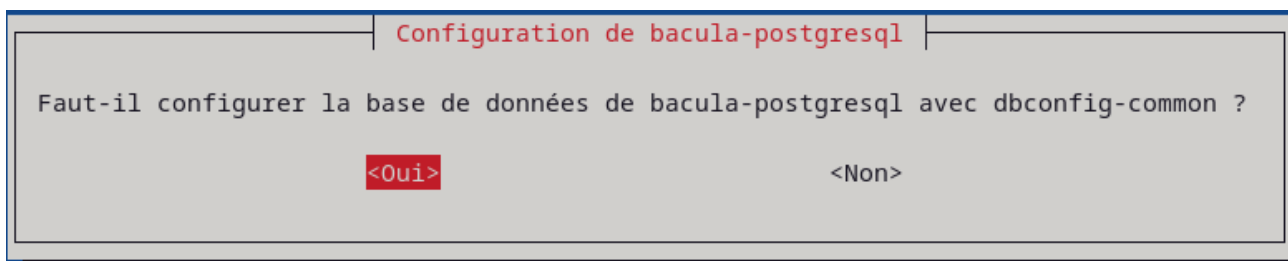 Configuration de bacula-postgresql
Faut-il configurer la base de données de bacula-postgresql avec dbconfig-common ?
<Oui> <Non>